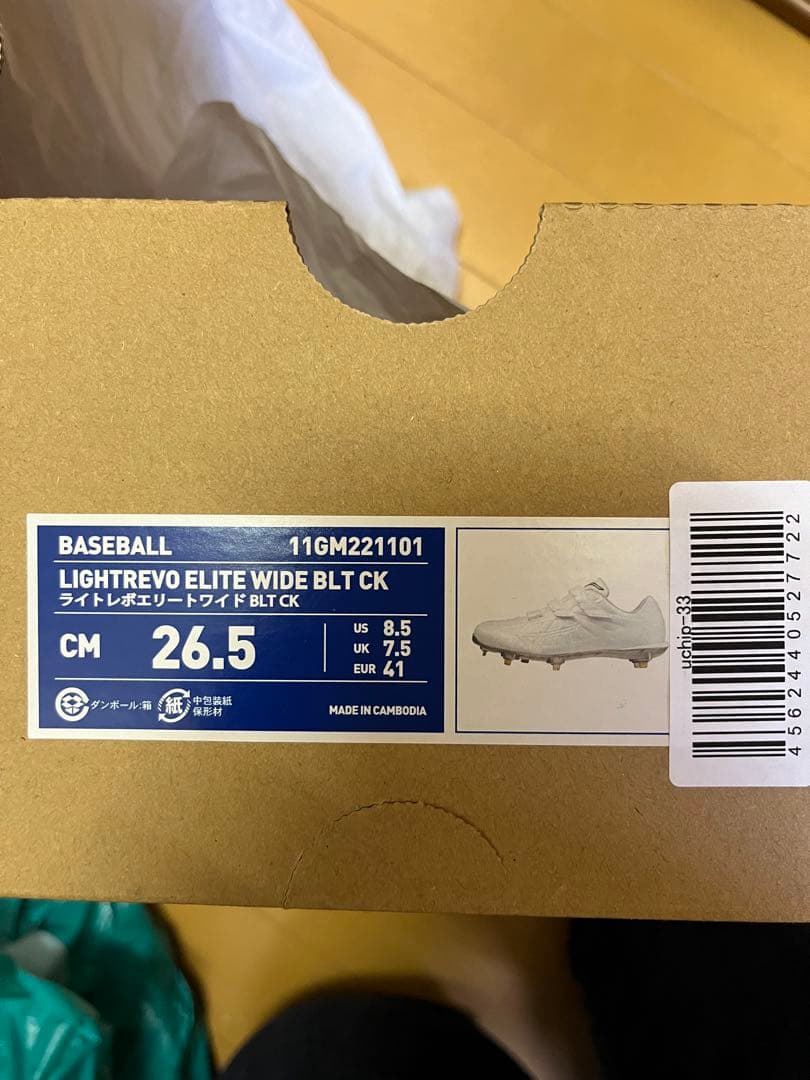 BASEBALL 11GM221101
LIGHTREVO ELITE WIDE BLT CK
ライトレボエリートワイド BLT CK
CM 26.5
US 8.5
UK 7.5
EUR 41
ダンボール:箱
紙
中包装紙
保形材
MADE IN CAMBODIA
uchip-33
4562440527722